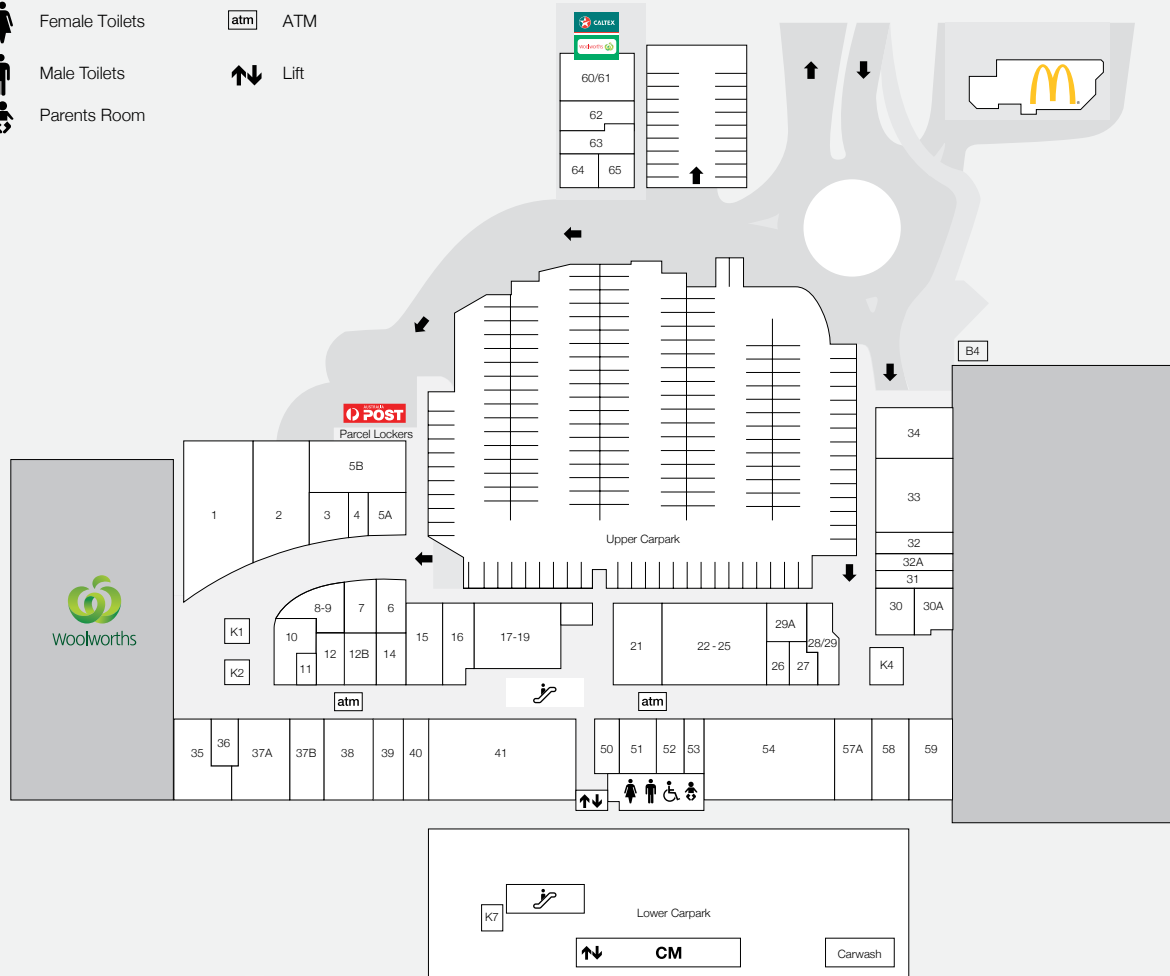 Female Toilets
atm ATM
Male Toilets
Lift
Parents Room
CALTEX
woolworths
60/61
62
63
64 65
B4
AUSTRALIA
POST
Parcel Lockers
34
33
32
32A
31
30 30A
5B
1 2 3 4 5A
Upper Carpark
Woolworths
K1
K2
8-9 7 6
10
11 12 12B 14
15 16 17-19
21 22 - 25
29A
26 27 28/29
K4
atm
atm
35 36 37A 37B 38 39 40 41
50 51 52 53 54 57A 58 59
K7
Lower Carpark
CM
Carwash